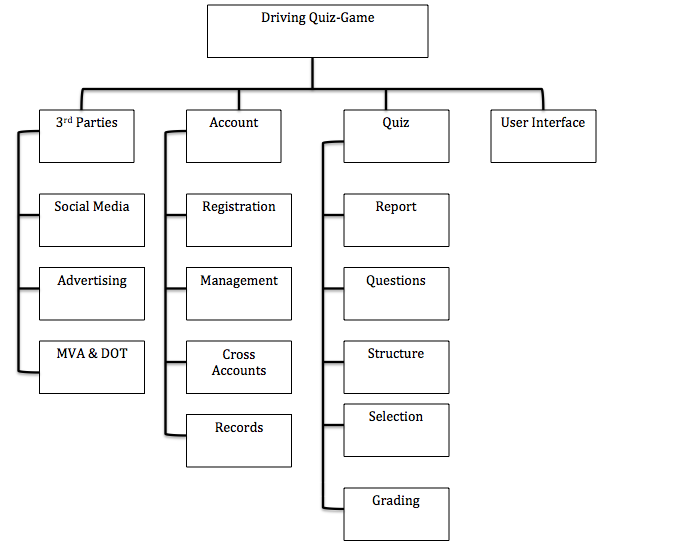 Driving Quiz-Game
3rd Parties
Account
Quiz
User Interface
Social Media
Registration
Report
Advertising
Management
Questions
MVA & DOT
Cross
Accounts
Structure
Records
Selection
Grading